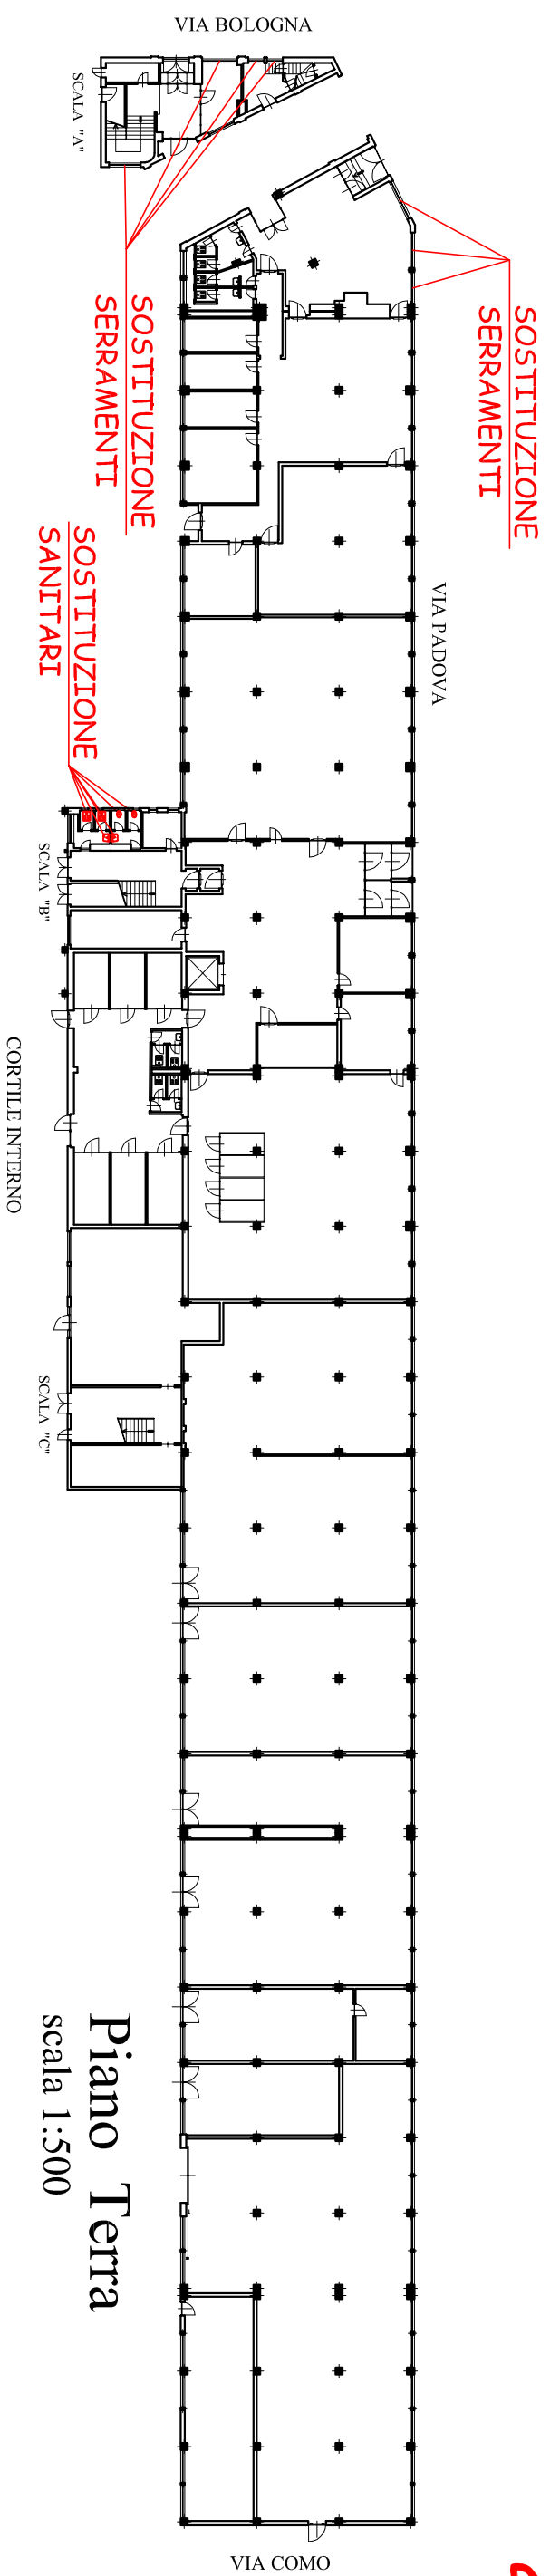 VIA BOLOGNA
SCALA "A"
SOSTITUZIONE
SERRAMENTI
SOSTITUZIONE
SERRAMENTI
VIA PADOVA
SOSTITUZIONE
SANITARI
SCALA "B"
CORTILE INTERNO
SCALA "C"
Piano Terra
scala 1:500
VIA COMO